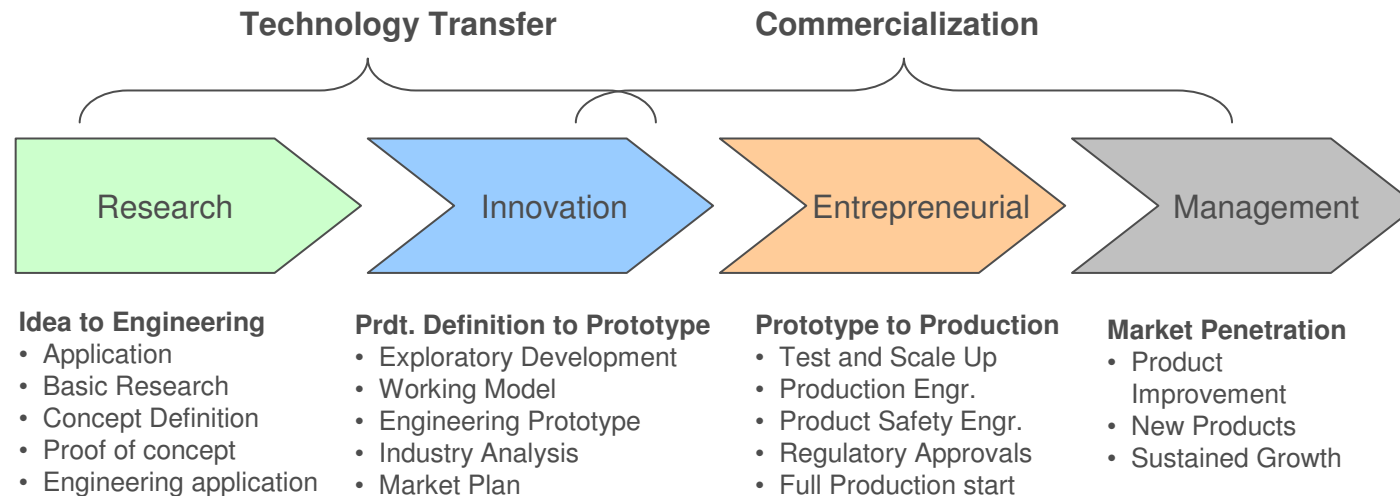 Technology Transfer
Commercialization
Research
Innovation
Entrepreneurial
Management
Idea to Engineering
• Application
• Basic Research
• Concept Definition
• Proof of concept
• Engineering application
Prdt. Definition to Prototype
• Exploratory Development
• Working Model
• Engineering Prototype
• Industry Analysis
• Market Plan
Prototype to Production
• Test and Scale Up
• Production Engr.
• Product Safety Engr.
• Regulatory Approvals
• Full Production start
Market Penetration
• Product
Improvement
• New Products
• Sustained Growth